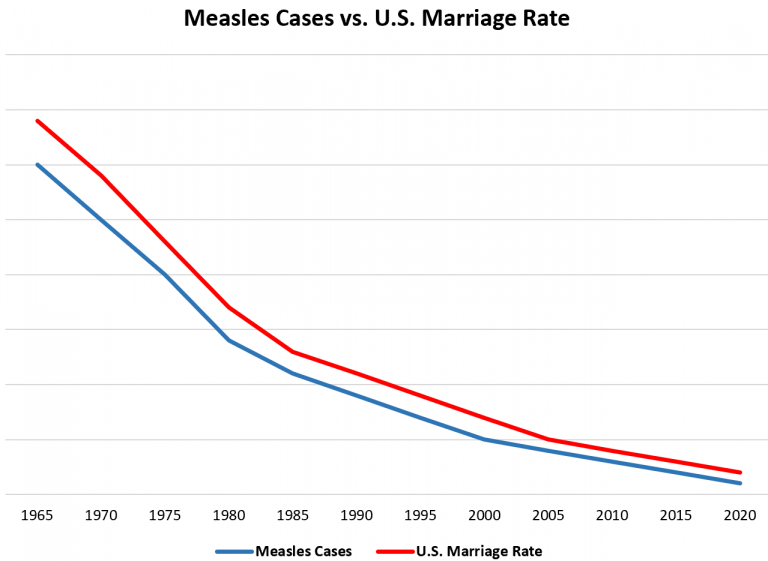 Measles Cases vs. U.S. Marriage Rate
1965 1970 1975 1980 1985 1990 1995 2000 2005 2010 2015 2020
Measles Cases U.S. Marriage Rate